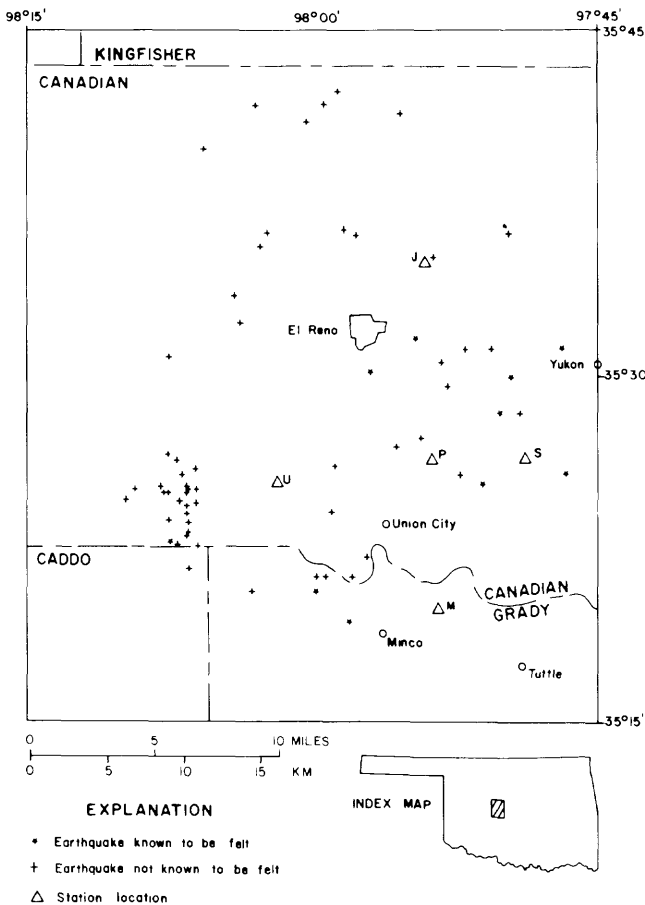 98°15' 98°00' 97°45'
35°45'
KINGFISHER
CANADIAN
J
El Reno
Yukon
35°30'
P
S
U
Union City
CADDO
CANADIAN
GRADY
M
Minco
Tuttle
35°15'
0 5 10 MILES
0 5 10 15 KM
INDEX MAP
EXPLANATION
* Earthquake known to be felt
+ Earthquake not known to be felt
△ Station location